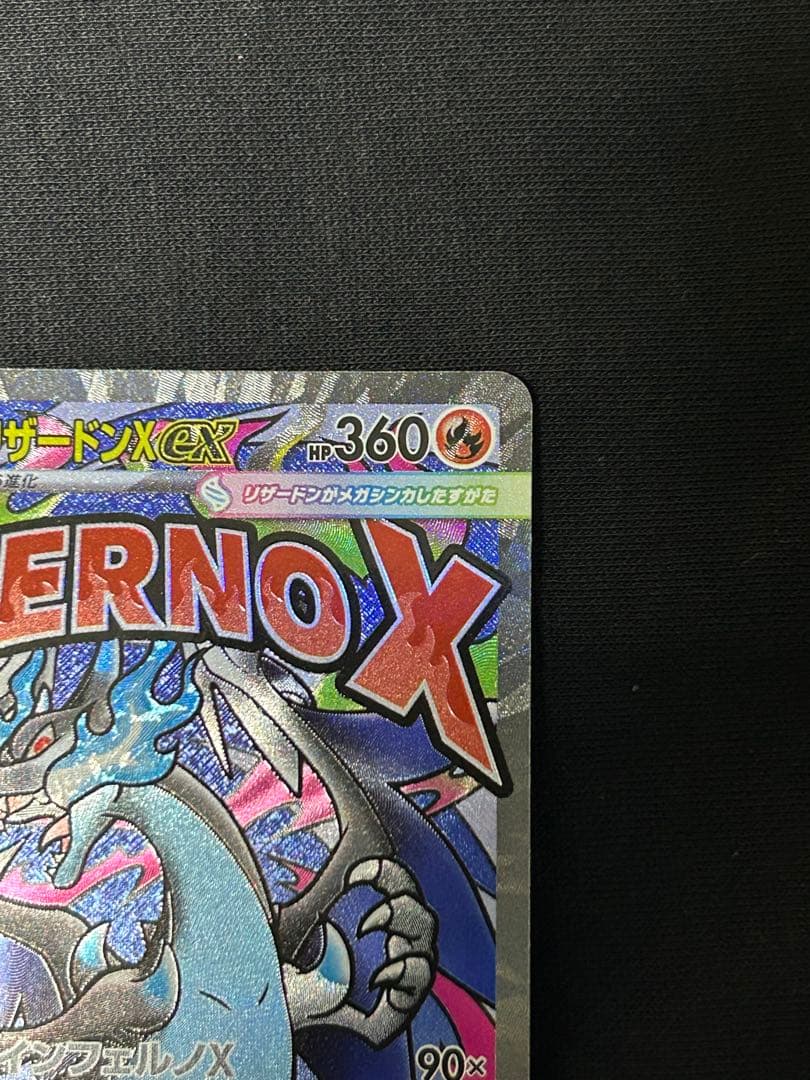 リザードンXex HP360
進化
リザードンがメガシンカしたすがた
ERNO X
インフェルノX 90×